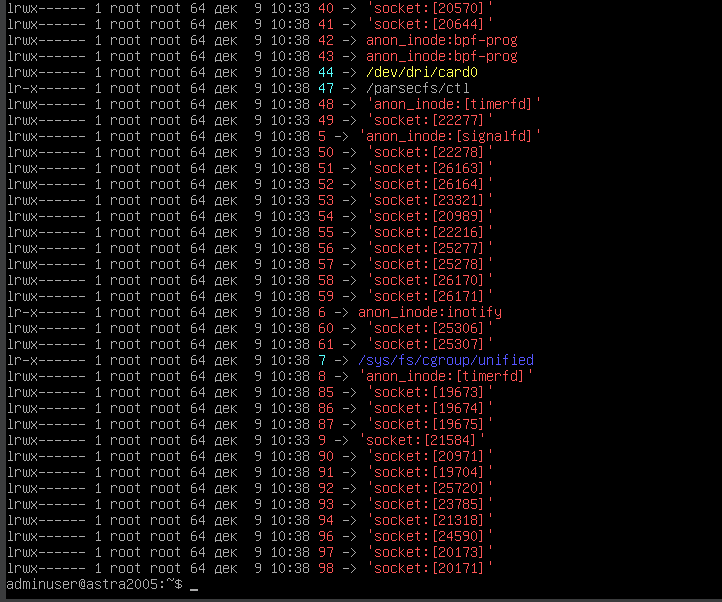 lrwx------ 1 root root 64 дек  9 10:33 40 -> 'socket:[20570]'
lrwx------ 1 root root 64 дек  9 10:33 41 -> 'socket:[20644]'
lrwx------ 1 root root 64 дек  9 10:33 42 -> anon_inode:bpf-prog
lrwx------ 1 root root 64 дек  9 10:33 43 -> anon_inode:bpf-prog
lrwx------ 1 root root 64 дек  9 10:33 44 -> /dev/dri/card0
lr-x------ 1 root root 64 дек  9 10:33 47 -> /parsecfs/ctl
lrwx------ 1 root root 64 дек  9 10:33 48 -> 'anon_inode:[timerfd]'
lrwx------ 1 root root 64 дек  9 10:33 49 -> 'socket:[22277]'
lrwx------ 1 root root 64 дек  9 10:33 5 -> 'anon_inode:[signalfd]'
lrwx------ 1 root root 64 дек  9 10:38 50 -> 'socket:[22278]'
lrwx------ 1 root root 64 дек  9 10:38 51 -> 'socket:[26163]'
lrwx------ 1 root root 64 дек  9 10:38 52 -> 'socket:[26164]'
lrwx------ 1 root root 64 дек  9 10:38 53 -> 'socket:[23321]'
lrwx------ 1 root root 64 дек  9 10:38 54 -> 'socket:[20989]'
lrwx------ 1 root root 64 дек  9 10:38 55 -> 'socket:[22216]'
lrwx------ 1 root root 64 дек  9 10:38 56 -> 'socket:[25277]'
lrwx------ 1 root root 64 дек  9 10:38 57 -> 'socket:[25278]'
lrwx------ 1 root root 64 дек  9 10:38 58 -> 'socket:[26170]'
lrwx------ 1 root root 64 дек  9 10:38 59 -> 'socket:[26171]'
lr-x------ 1 root root 64 дек  9 10:38 6 -> anon_inode:inotify
lrwx------ 1 root root 64 дек  9 10:38 60 -> 'socket:[25306]'
lrwx------ 1 root root 64 дек  9 10:38 61 -> 'socket:[25307]'
lr-x------ 1 root root 64 дек  9 10:38 7 -> /sys/fs/cgroup/unified
lrwx------ 1 root root 64 дек  9 10:38 8 -> 'anon_inode:[timerfd]'
lrwx------ 1 root root 64 дек  9 10:38 85 -> 'socket:[19673]'
lrwx------ 1 root root 64 дек  9 10:38 86 -> 'socket:[19674]'
lrwx------ 1 root root 64 дек  9 10:38 87 -> 'socket:[19675]'
lrwx------ 1 root root 64 дек  9 10:33 9 -> 'socket:[21584]'
lrwx------ 1 root root 64 дек  9 10:38 90 -> 'socket:[20971]'
lrwx------ 1 root root 64 дек  9 10:38 91 -> 'socket:[19704]'
lrwx------ 1 root root 64 дек  9 10:38 92 -> 'socket:[25720]'
lrwx------ 1 root root 64 дек  9 10:38 93 -> 'socket:[23785]'
lrwx------ 1 root root 64 дек  9 10:38 94 -> 'socket:[21318]'
lrwx------ 1 root root 64 дек  9 10:38 96 -> 'socket:[24590]'
lrwx------ 1 root root 64 дек  9 10:38 97 -> 'socket:[20173]'
lrwx------ 1 root root 64 дек  9 10:38 98 -> 'socket:[20171]'
adminuser@astra2005:~$ _